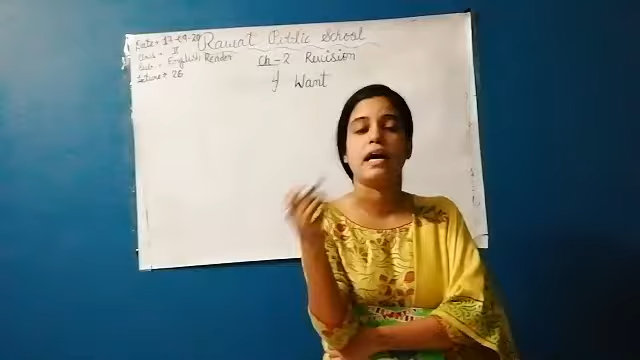 Date:- 17-09-20
Rawat Public School
Class - II
Sub.- English Reader
Ch-2 Revision
Lecture:- 26
I Want